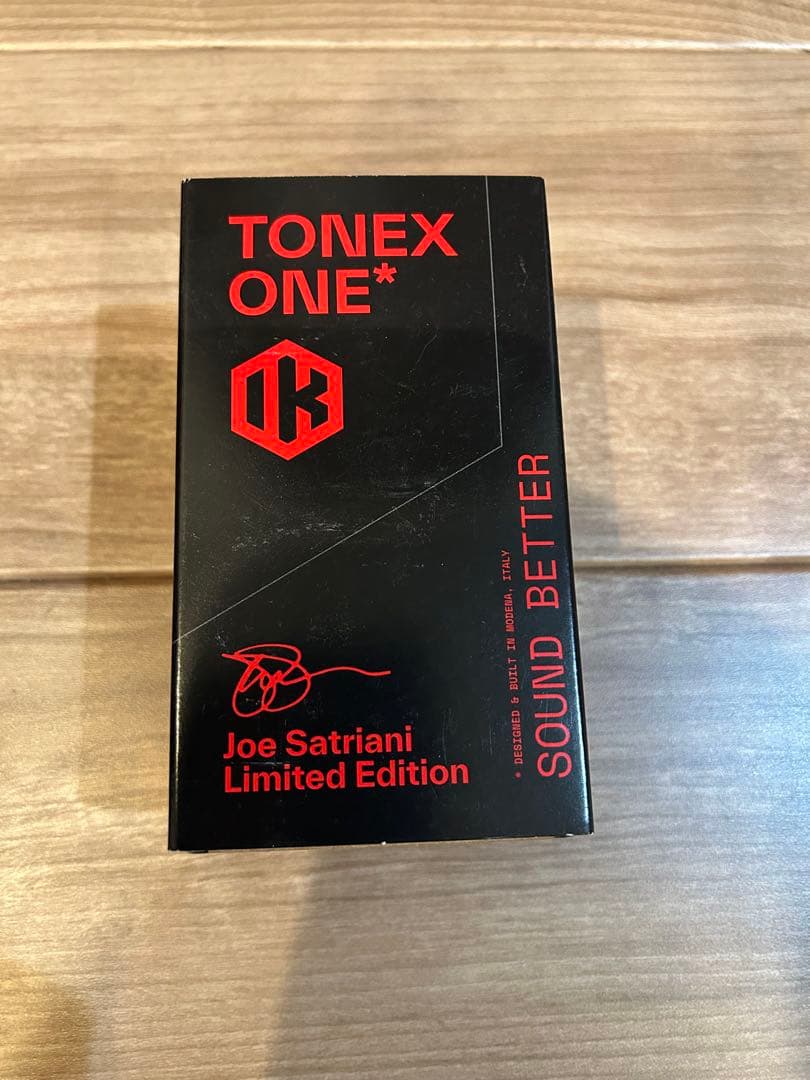 TONEX
ONE*
IK
Joe Satriani
Limited Edition
* DESIGNED & BUILT IN MODENA, ITALY
SOUND BETTER